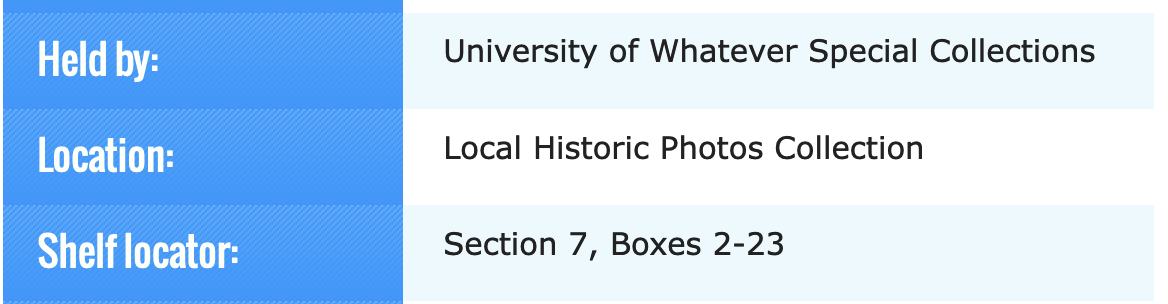 Held by: University of Whatever Special Collections
Location: Local Historic Photos Collection
Shelf locator: Section 7, Boxes 2-23